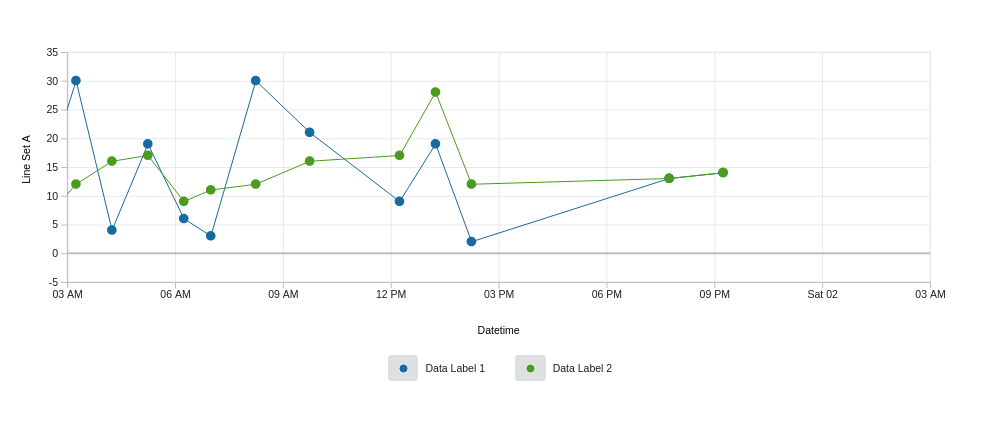 35
30
25
20
15
10
5
0
-5
Line Set A
03 AM 06 AM 09 AM 12 PM 03 PM 06 PM 09 PM Sat 02 03 AM
Datetime
Data Label 1 Data Label 2